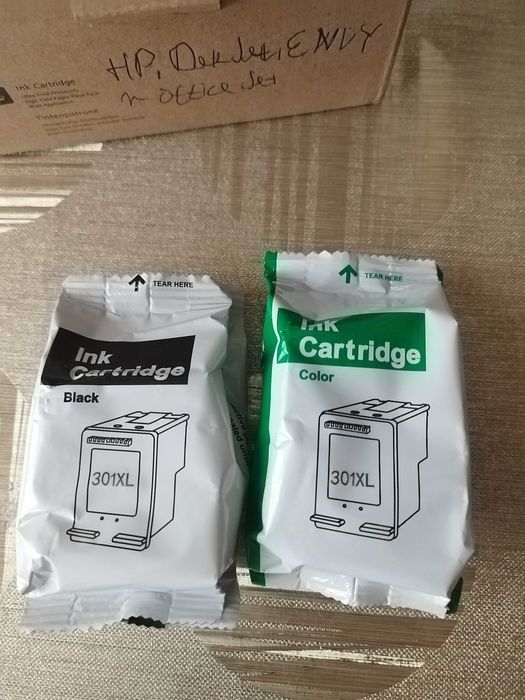 HP, DeskJet, ENVY
Ink Cartridge
n Office Jet
Tintenpatrone
TEAR HERE
Ink
Cartridge
Black
301XL
TEAR HERE
Ink
Cartridge
Color
301XL